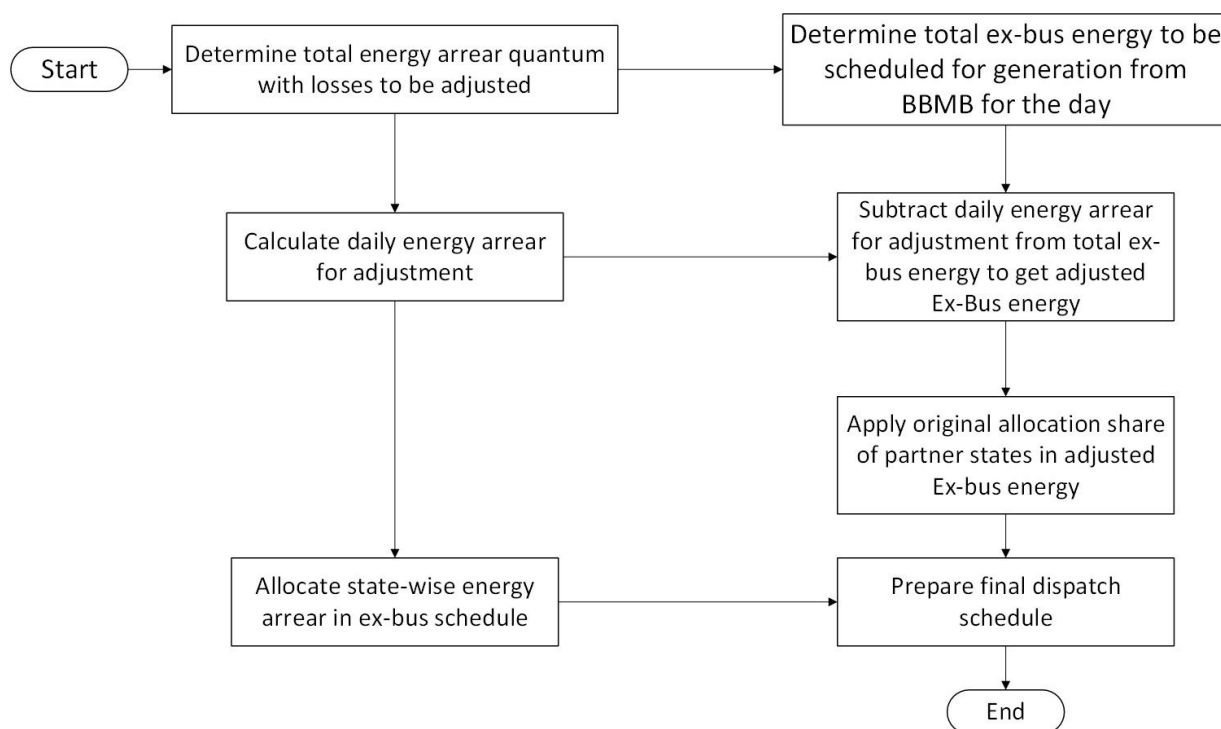 Start
Determine total energy arrear quantum
with losses to be adjusted
Determine total ex-bus energy to be
scheduled for generation from
BBMB for the day
Calculate daily energy arrear
for adjustment
Subtract daily energy arrear
for adjustment from total ex-
bus energy to get adjusted
Ex-Bus energy
Apply original allocation share
of partner states in adjusted
Ex-bus energy
Allocate state-wise energy
arrear in ex-bus schedule
Prepare final dispatch
schedule
End